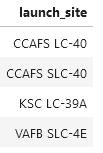 launch_site
CCAFS LC-40
CCAFS SLC-40
KSC LC-39A
VAFB SLC-4E